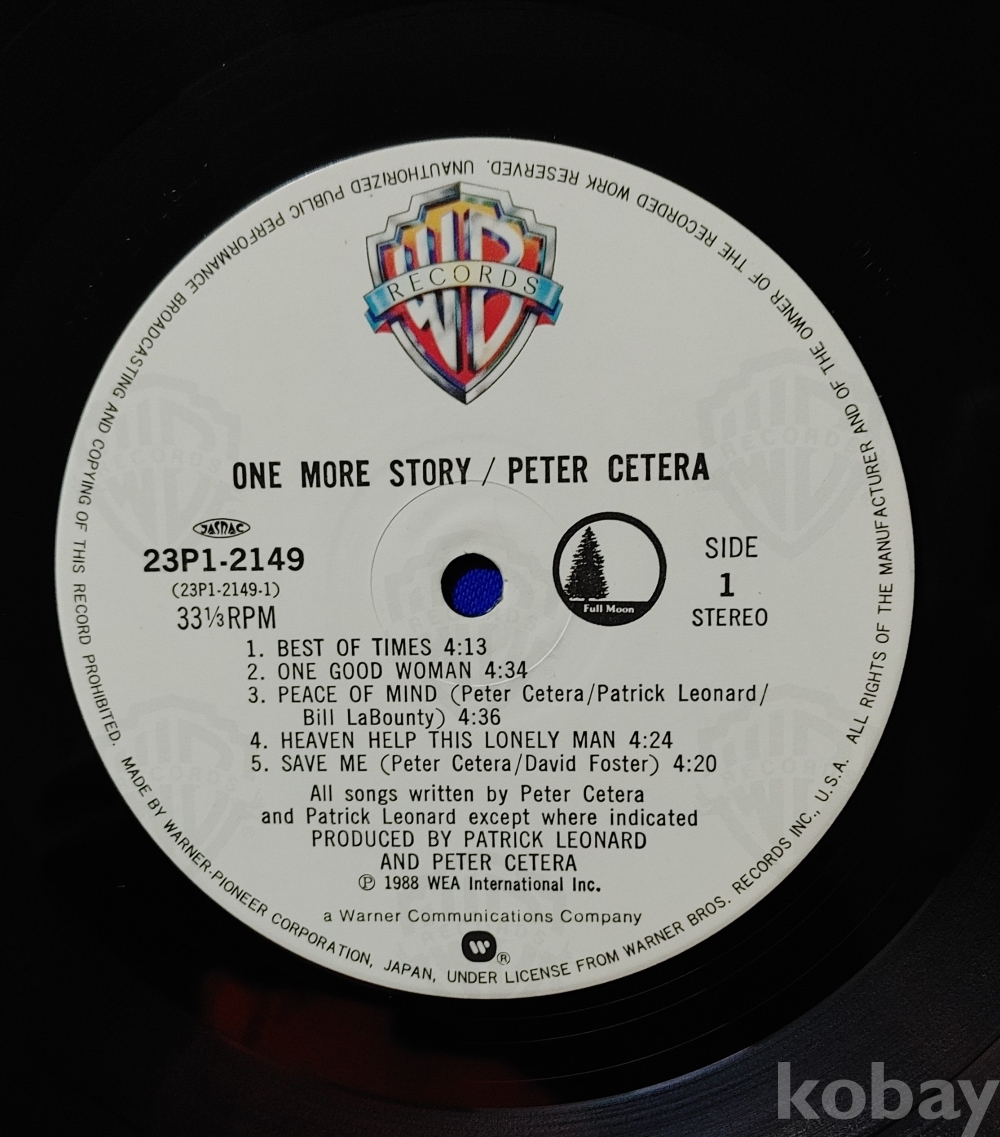 UNAUTHORIZED PUBLIC PERFORMANCE BROADCASTING AND COPYING OF THIS RECORD PROHIBITED.
MADE BY WARNER-PIONEER CORPORATION, JAPAN, UNDER LICENSE FROM WARNER BROS. RECORDS INC., U.S.A.
ALL RIGHTS OF THE MANUFACTURER AND OF THE OWNER OF THE RECORDED WORK RESERVED.
WB
RECORDS
ONE MORE STORY / PETER CETERA
JASRAC
23P1-2149
(23P1-2149-1)
33⅓RPM
Full Moon
SIDE
1
STEREO
1. BEST OF TIMES 4:13
2. ONE GOOD WOMAN 4:34
3. PEACE OF MIND (Peter Cetera/Patrick Leonard/
Bill LaBounty) 4:36
4. HEAVEN HELP THIS LONELY MAN 4:24
5. SAVE ME (Peter Cetera/David Foster) 4:20
All songs written by Peter Cetera
and Patrick Leonard except where indicated
PRODUCED BY PATRICK LEONARD
AND PETER CETERA
℗ 1988 WEA International Inc.
a Warner Communications Company
W ®
kobay